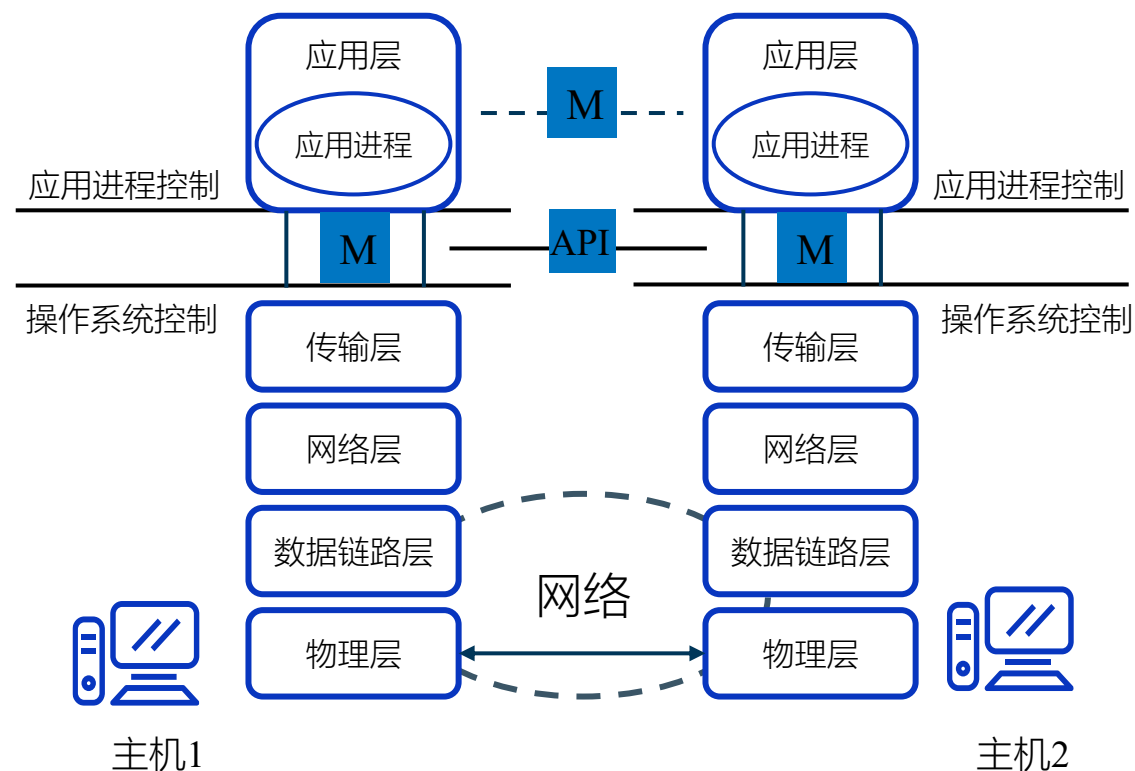 应用层
应用层
M
应用进程
应用进程
应用进程控制
应用进程控制
M
API
M
操作系统控制
操作系统控制
传输层
传输层
网络层
网络层
数据链路层
数据链路层
网络
物理层
物理层
主机1
主机2